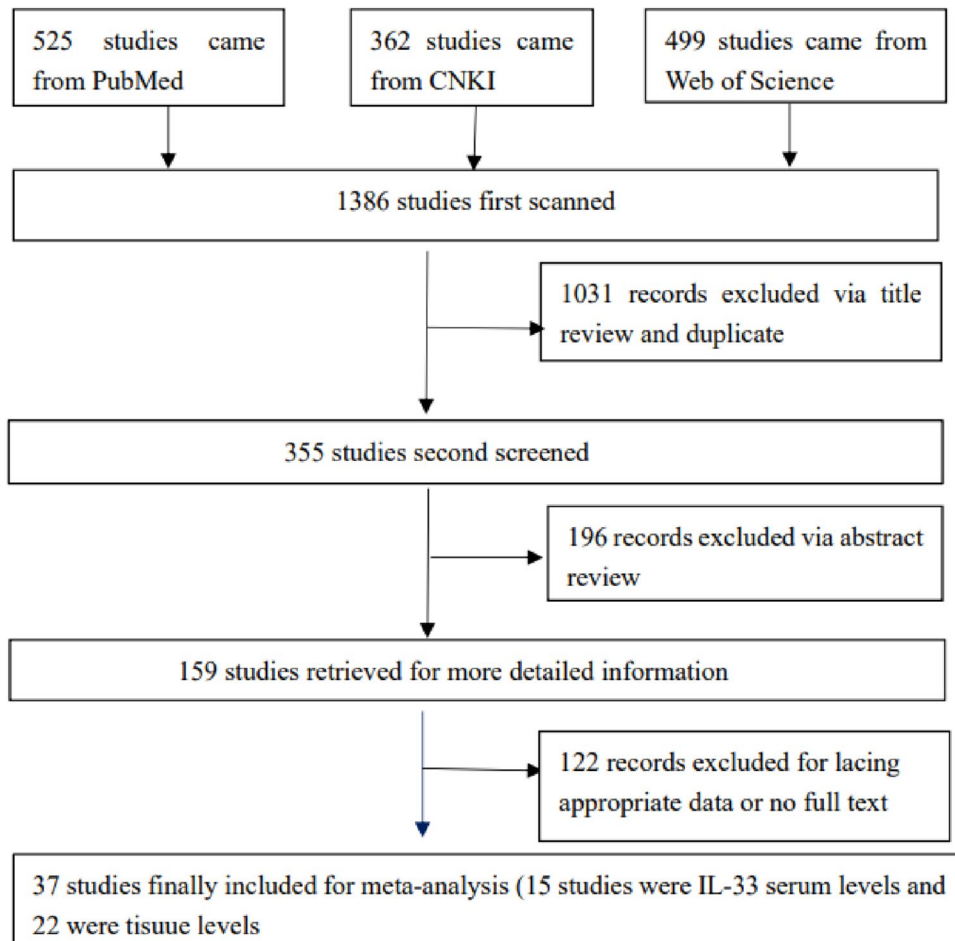 525 studies came
from PubMed
362 studies came
from CNKI
499 studies came from
Web of Science
1386 studies first scanned
1031 records excluded via title
review and duplicate
355 studies second screened
196 records excluded via abstract
review
159 studies retrieved for more detailed information
122 records excluded for lacing
appropriate data or no full text
37 studies finally included for meta-analysis (15 studies were IL-33 serum levels and
22 were tisuue levels